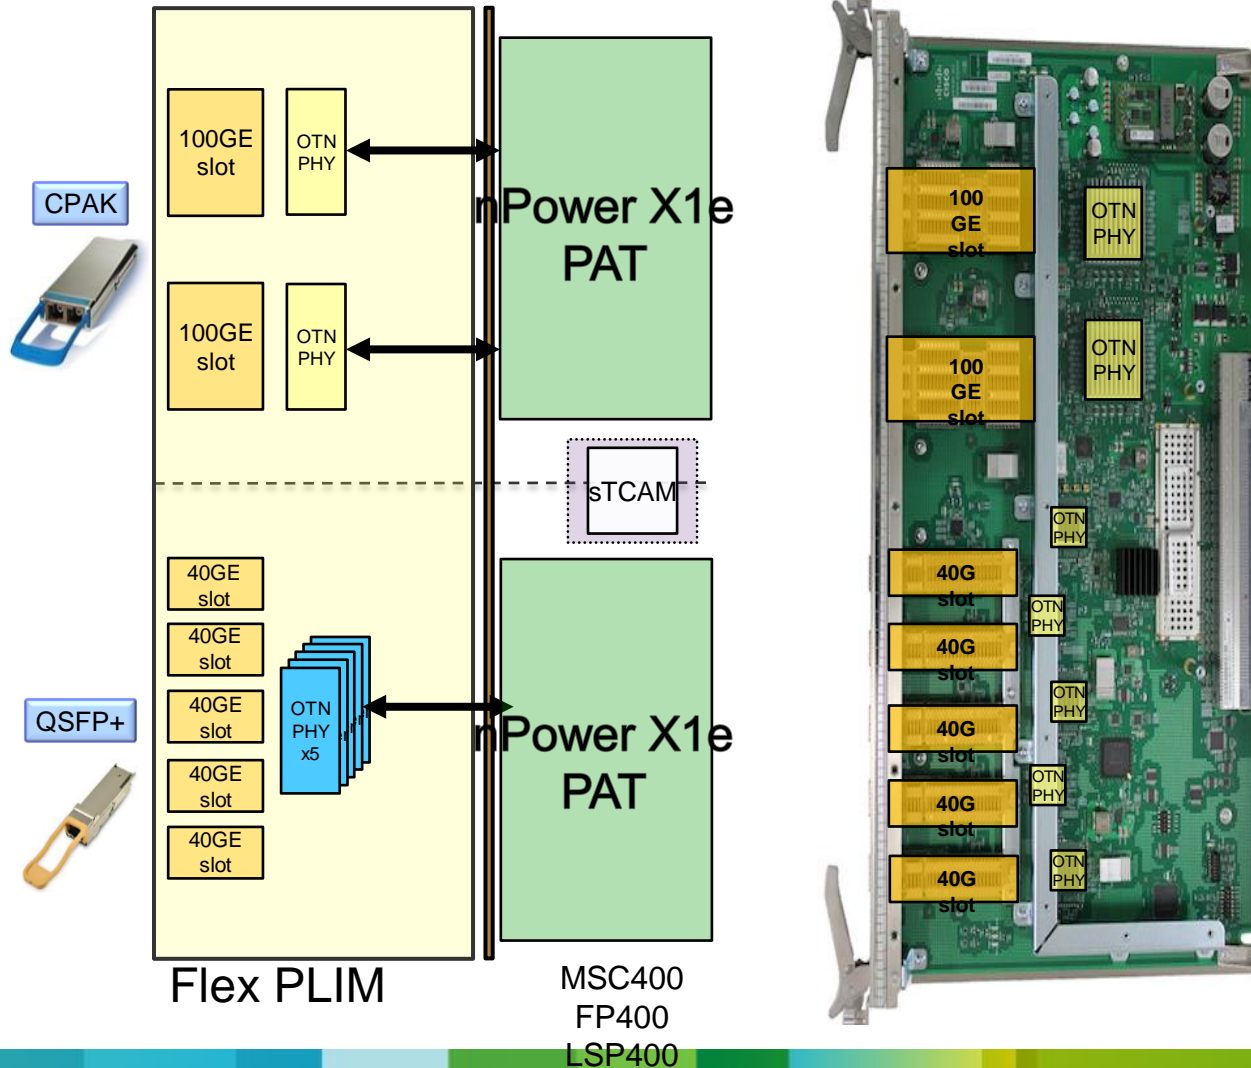 100GE
slot
OTN
PHY
CPAK
nPower X1e
PAT
100GE
slot
OTN
PHY
sTCAM
40GE
slot
40GE
slot
40GE
slot
40GE
slot
40GE
slot
OTN
PHY
x5
QSFP+
nPower X1e
PAT
Flex PLIM
MSC400
FP400
LSP400
CISCO
100
GE
slot
OTN
PHY
100
GE
slot
OTN
PHY
OTN
PHY
40G
slot
OTN
PHY
40G
slot
OTN
PHY
40G
slot
OTN
PHY
40G
slot
OTN
PHY
40G
slot